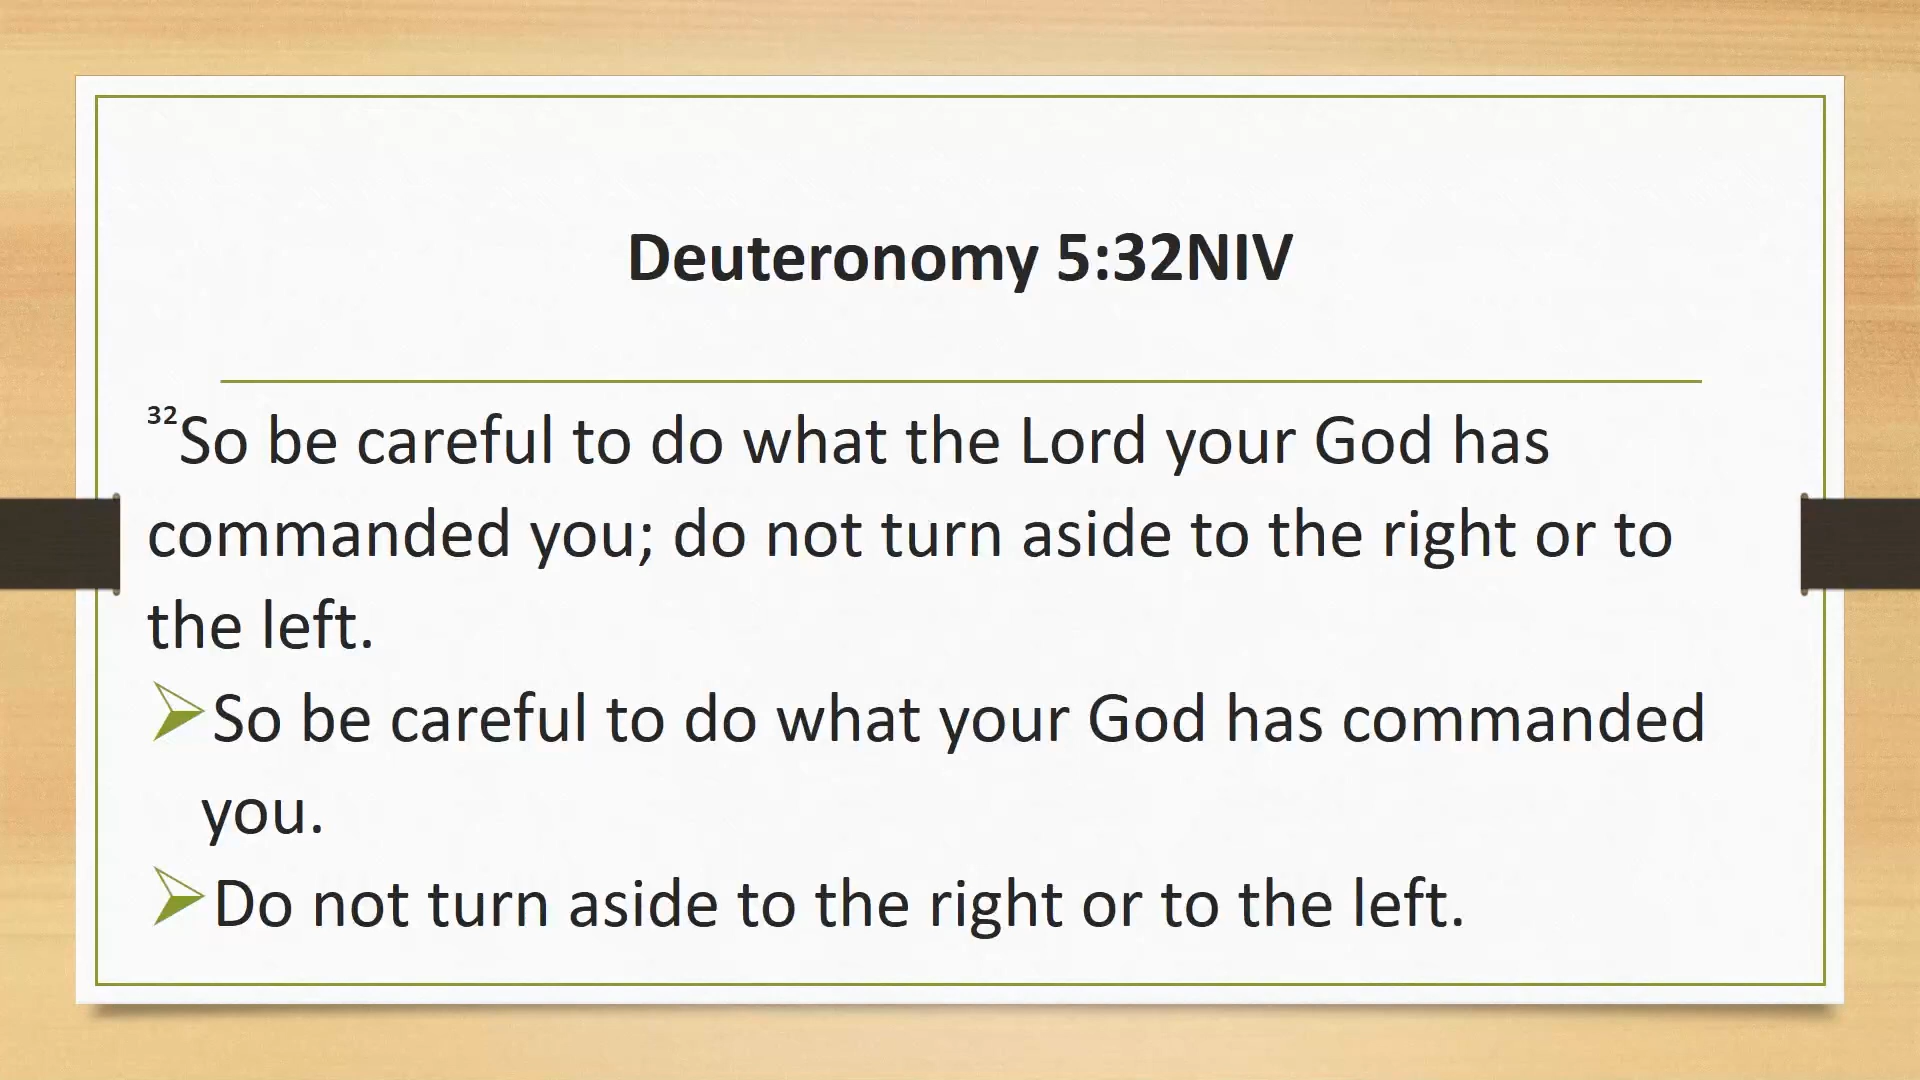 Deuteronomy 5:32NIV
32So be careful to do what the Lord your God has
commanded you; do not turn aside to the right or to
the left.
So be careful to do what your God has commanded
you.
Do not turn aside to the right or to the left.